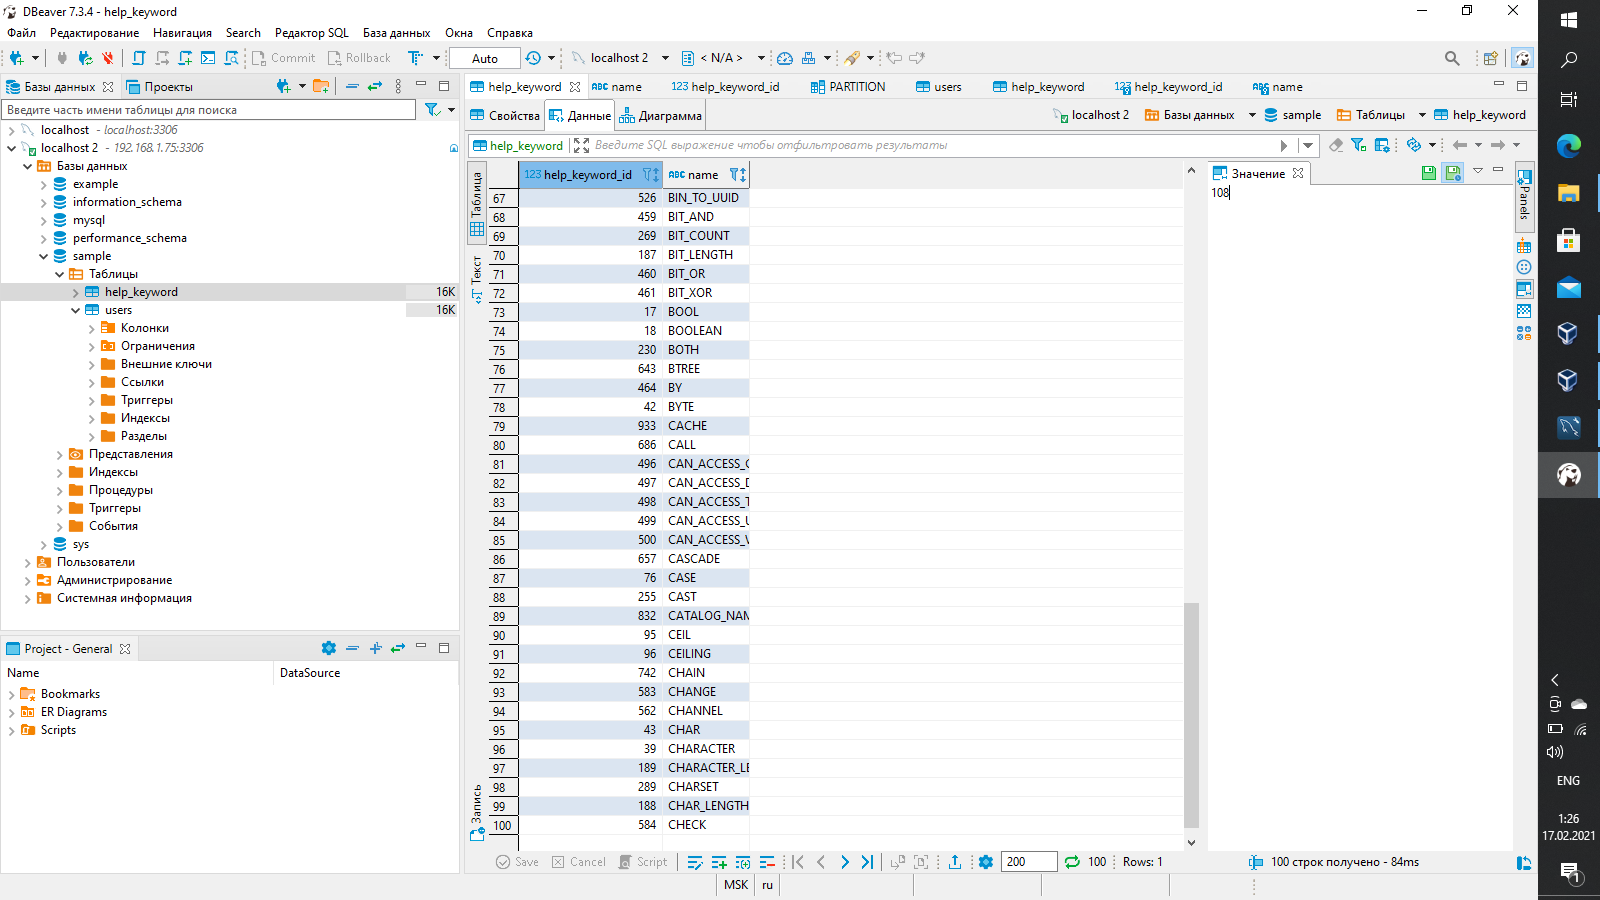 DBeaver 7.3.4 - help_keyword
Файл Редактирование Навигация Search Редактор SQL База данных Окна Справка
Commit Rollback Auto localhost 2 < N/A >
Базы данных Проекты
Введите часть имени таблицы для поиска
localhost - localhost:3306
localhost 2 - 192.168.1.75:3306
Базы данных
example
information_schema
mysql
performance_schema
sample
Таблицы
help_keyword 16K
users 16K
Колонки
Ограничения
Внешние ключи
Ссылки
Триггеры
Индексы
Разделы
Представления
Индексы
Процедуры
Триггеры
События
sys
Пользователи
Администрирование
Системная информация
Project - General
Name DataSource
Bookmarks
ER Diagrams
Scripts
help_keyword ABC name 123 help_keyword_id PARTITION users help_keyword 123 help_keyword_id ABC name
Свойства Данные Диаграмма localhost 2 Базы данных sample Таблицы help_keyword
help_keyword Введите SQL выражение чтобы отфильтровать результаты
Таблица
Текст
Запись
123 help_keyword_id ABC name
67 526 BIN_TO_UUID
68 459 BIT_AND
69 269 BIT_COUNT
70 187 BIT_LENGTH
71 460 BIT_OR
72 461 BIT_XOR
73 17 BOOL
74 18 BOOLEAN
75 230 BOTH
76 643 BTREE
77 464 BY
78 42 BYTE
79 933 CACHE
80 686 CALL
81 496 CAN_ACCESS_C
82 497 CAN_ACCESS_D
83 498 CAN_ACCESS_T
84 499 CAN_ACCESS_U
85 500 CAN_ACCESS_V
86 657 CASCADE
87 76 CASE
88 255 CAST
89 832 CATALOG_NAM
90 95 CEIL
91 96 CEILING
92 742 CHAIN
93 583 CHANGE
94 562 CHANNEL
95 43 CHAR
96 39 CHARACTER
97 189 CHARACTER_LE
98 289 CHARSET
99 188 CHAR_LENGTH
100 584 CHECK
Значение
108
Panels
Save Cancel Script 200 100 Rows: 1 100 строк получено - 84ms
MSK ru
ENG
1:26
17.02.2021
1